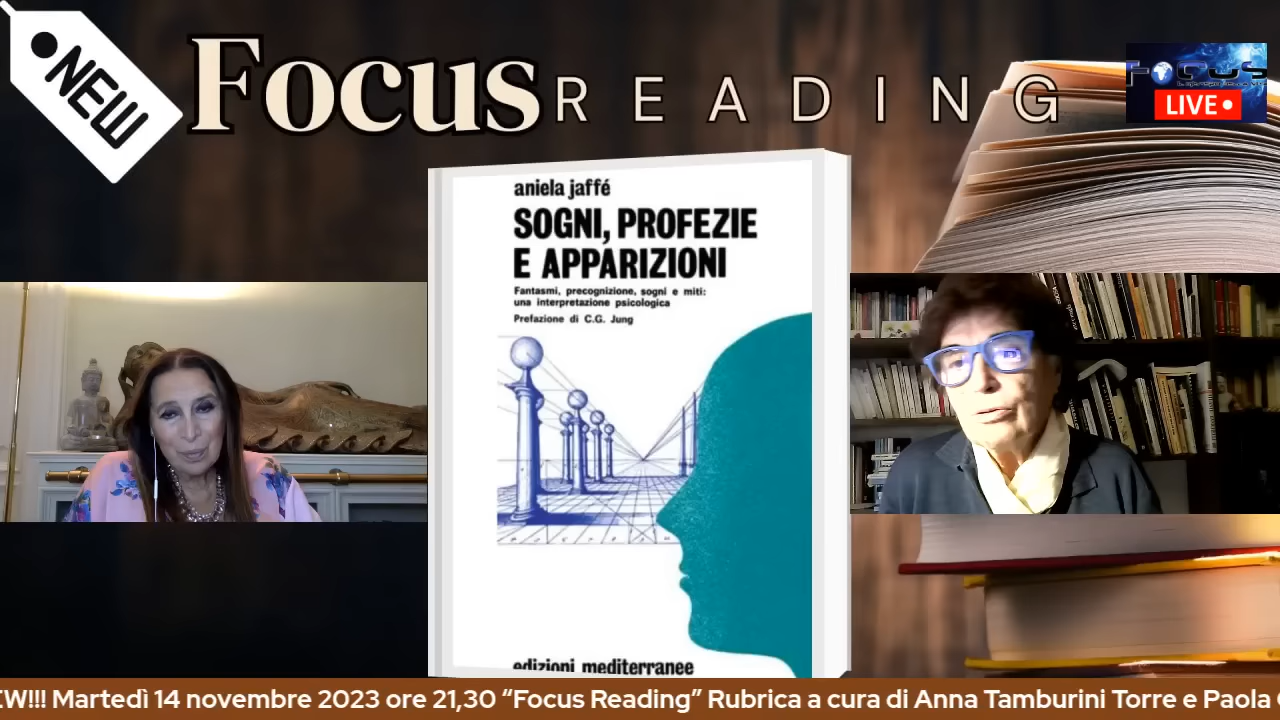 NEW
Focus READING
FOCUS
LIVE
aniela jaffé
SOGNI, PROFEZIE
E APPARIZIONI
Fantasmi, precognizione, sogni e miti:
una interpretazione psicologica
Prefazione di C.G. Jung
edizioni mediterranee
EW!!! Martedì 14 novembre 2023 ore 21,30 “Focus Reading” Rubrica a cura di Anna Tamburini Torre e Paola